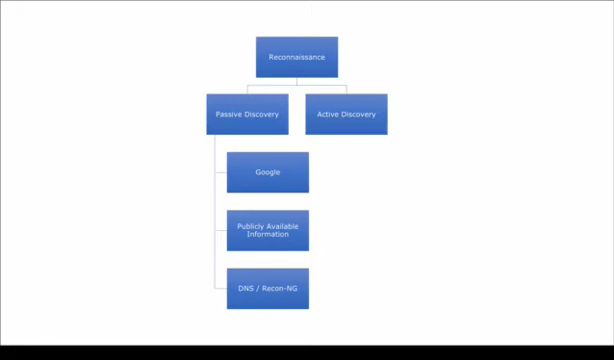 Reconnaissance
Passive Discovery
Active Discovery
Google
Publicly Available
Information
DNS / Recon-NG